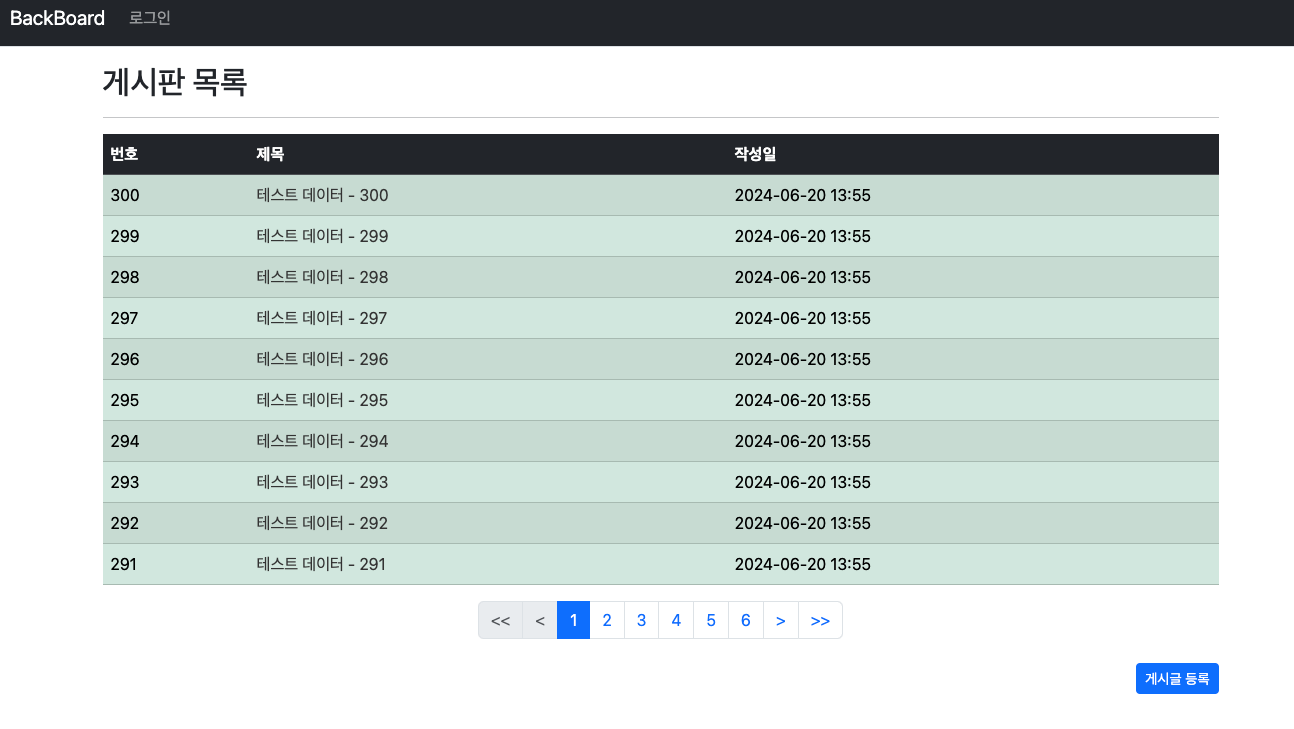 BackBoard 로그인
게시판 목록
번호 제목 작성일
300 테스트 데이터 - 300 2024-06-20 13:55
299 테스트 데이터 - 299 2024-06-20 13:55
298 테스트 데이터 - 298 2024-06-20 13:55
297 테스트 데이터 - 297 2024-06-20 13:55
296 테스트 데이터 - 296 2024-06-20 13:55
295 테스트 데이터 - 295 2024-06-20 13:55
294 테스트 데이터 - 294 2024-06-20 13:55
293 테스트 데이터 - 293 2024-06-20 13:55
292 테스트 데이터 - 292 2024-06-20 13:55
291 테스트 데이터 - 291 2024-06-20 13:55
<< < 1 2 3 4 5 6 > >>
게시글 등록